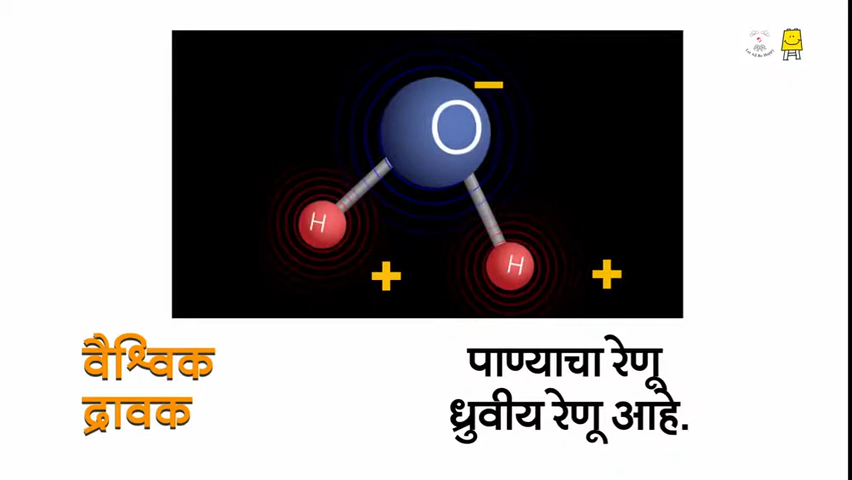 O
−
H
H
+
+
वैश्विक
द्रावक
पाण्याचा रेणू
ध्रुवीय रेणू आहे.